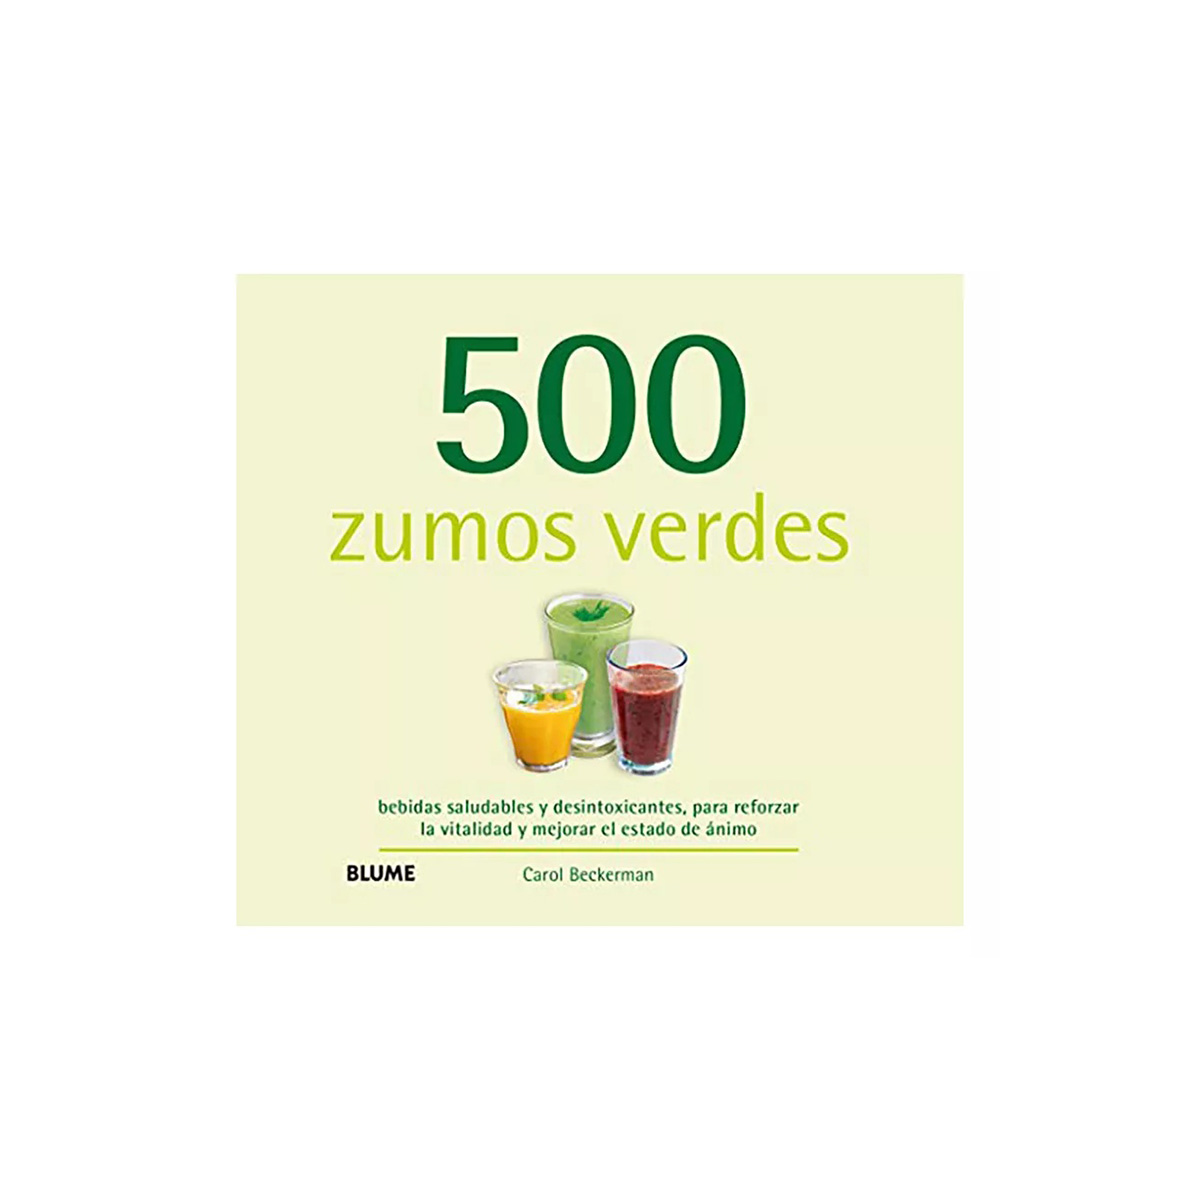 500
zumos verdes
bebidas saludables y desintoxicantes, para reforzar
la vitalidad y mejorar el estado de ánimo
BLUME Carol Beckerman